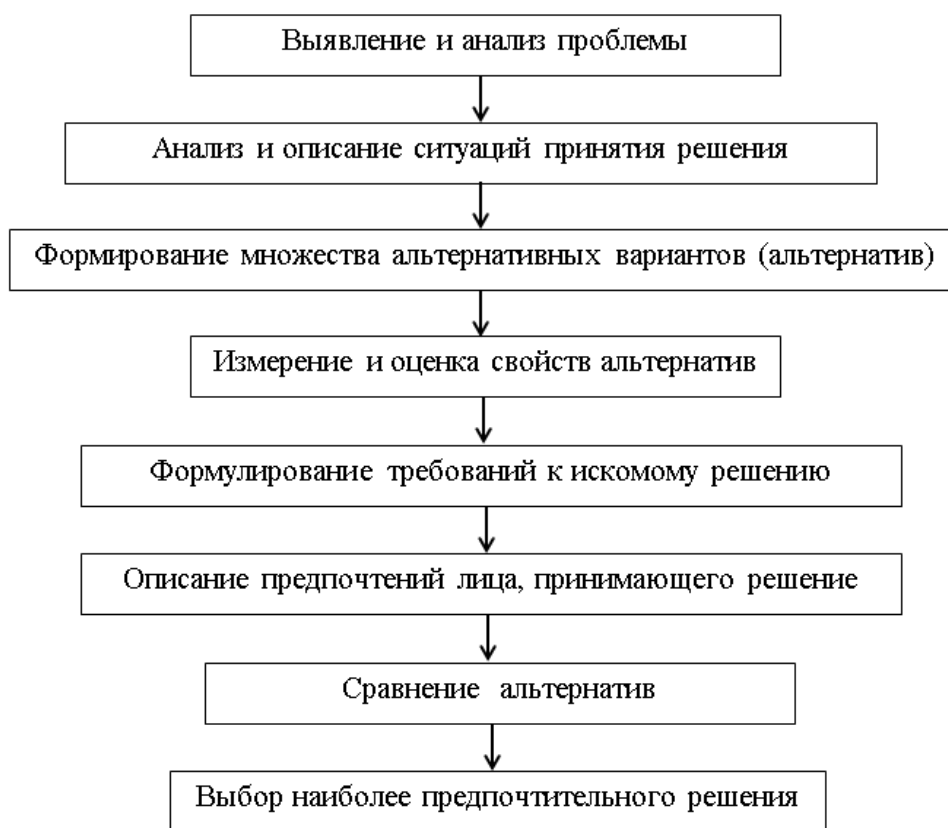 Выявление и анализ проблемы
Анализ и описание ситуаций принятия решения
Формирование множества альтернативных вариантов (альтернатив)
Измерение и оценка свойств альтернатив
Формулирование требований к искомому решению
Описание предпочтений лица, принимающего решение
Сравнение альтернатив
Выбор наиболее предпочтительного решения